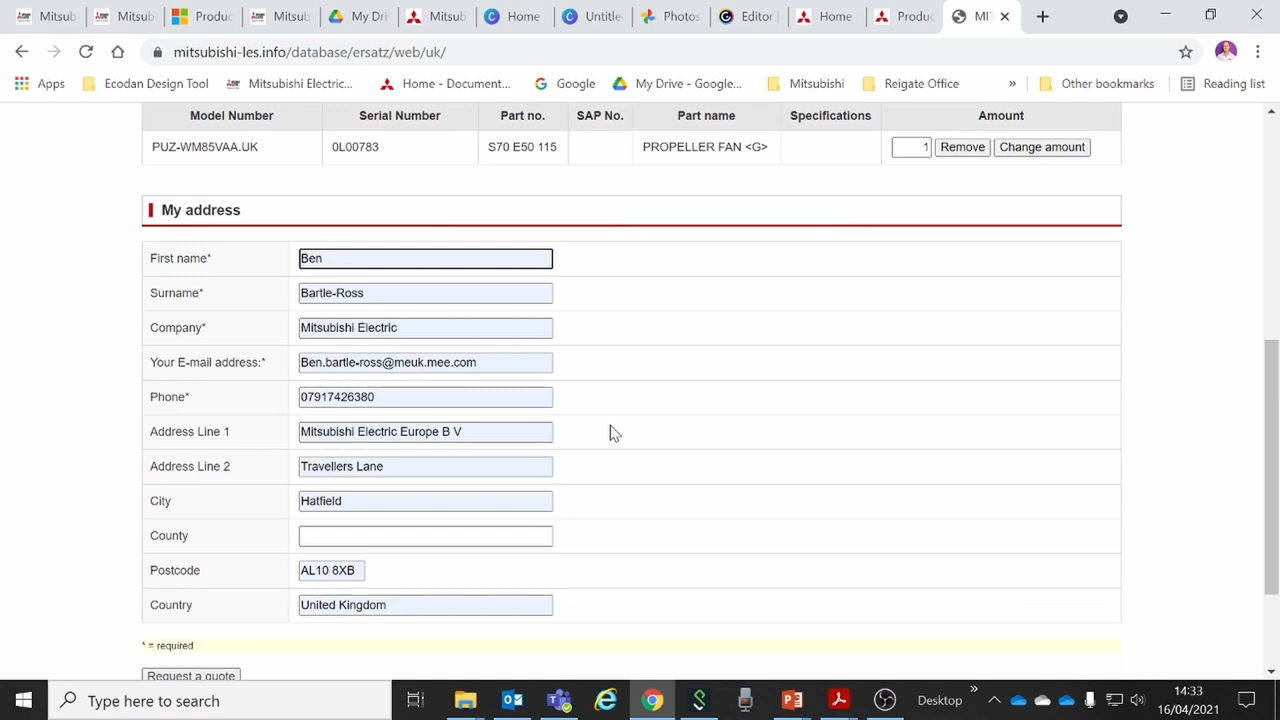 Mitsub
Mitsub
Produc
Mitsub
My Driv
Mitsub
Home
Untitle
Photos
Editor
Home
Produc
MIT
mitsubishi-les.info/database/ersatz/web/uk/
Apps
Ecodan Design Tool
Mitsubishi Electric...
Home - Document...
Google
My Drive - Google...
Mitsubishi
Reigate Office
»
Other bookmarks
Reading list
Model Number Serial Number Part no. SAP No. Part name Specifications Amount
PUZ-WM85VAA.UK 0L00783 S70 E50 115 PROPELLER FAN <G> 1 Remove Change amount
My address
First name* Ben
Surname* Bartle-Ross
Company* Mitsubishi Electric
Your E-mail address:* Ben.bartle-ross@meuk.mee.com
Phone* 07917426380
Address Line 1 Mitsubishi Electric Europe B V
Address Line 2 Travellers Lane
City Hatfield
County
Postcode AL10 8XB
Country United Kingdom
* = required
Request a quote
Type here to search
Desktop »
14:33
16/04/2021